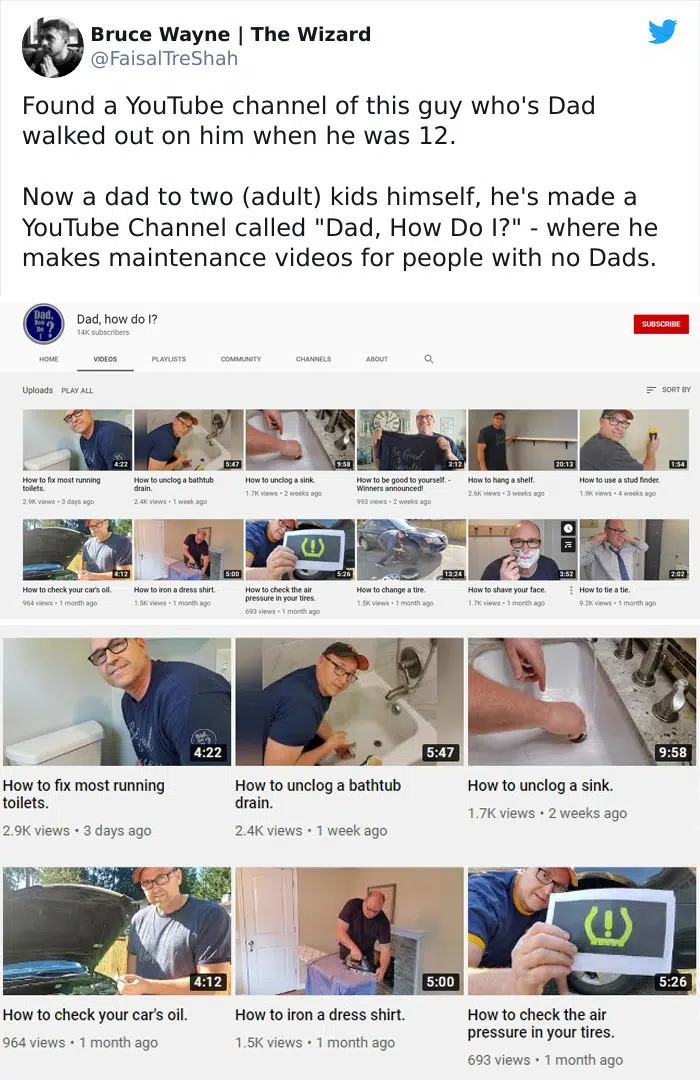 Bruce Wayne | The Wizard
@FaisalTreShah
Found a YouTube channel of this guy who's Dad
walked out on him when he was 12.
Now a dad to two (adult) kids himself, he's made a
YouTube Channel called "Dad, How Do I?" - where he
makes maintenance videos for people with no Dads.
Dad,
How
Do
I
?
Dad, how do I?
14K subscribers
SUBSCRIBE
HOME VIDEOS PLAYLISTS COMMUNITY CHANNELS ABOUT
Uploads PLAY ALL SORT BY
4:22 5:47 9:58 3:12 20:13 1:54
How to fix most running
toilets.
2.9K views • 3 days ago
How to unclog a bathtub
drain.
2.4K views • 1 week ago
How to unclog a sink.
1.7K views • 2 weeks ago
How to be good to yourself. -
Winners announced!
993 views • 2 weeks ago
How to hang a shelf.
2.6K views • 3 weeks ago
How to use a stud finder.
1.9K views • 4 weeks ago
4:12 5:00 5:26 13:24 3:52 2:02
How to check your car's oil.
964 views • 1 month ago
How to iron a dress shirt.
1.5K views • 1 month ago
How to check the air
pressure in your tires.
693 views • 1 month ago
How to change a tire.
1.5K views • 1 month ago
How to shave your face.
1.7K views • 1 month ago
How to tie a tie.
9.2K views • 1 month ago
4:22 5:47 9:58
How to fix most running
toilets.
2.9K views • 3 days ago
How to unclog a bathtub
drain.
2.4K views • 1 week ago
How to unclog a sink.
1.7K views • 2 weeks ago
4:12 5:00 5:26
How to check your car's oil.
964 views • 1 month ago
How to iron a dress shirt.
1.5K views • 1 month ago
How to check the air
pressure in your tires.
693 views • 1 month ago